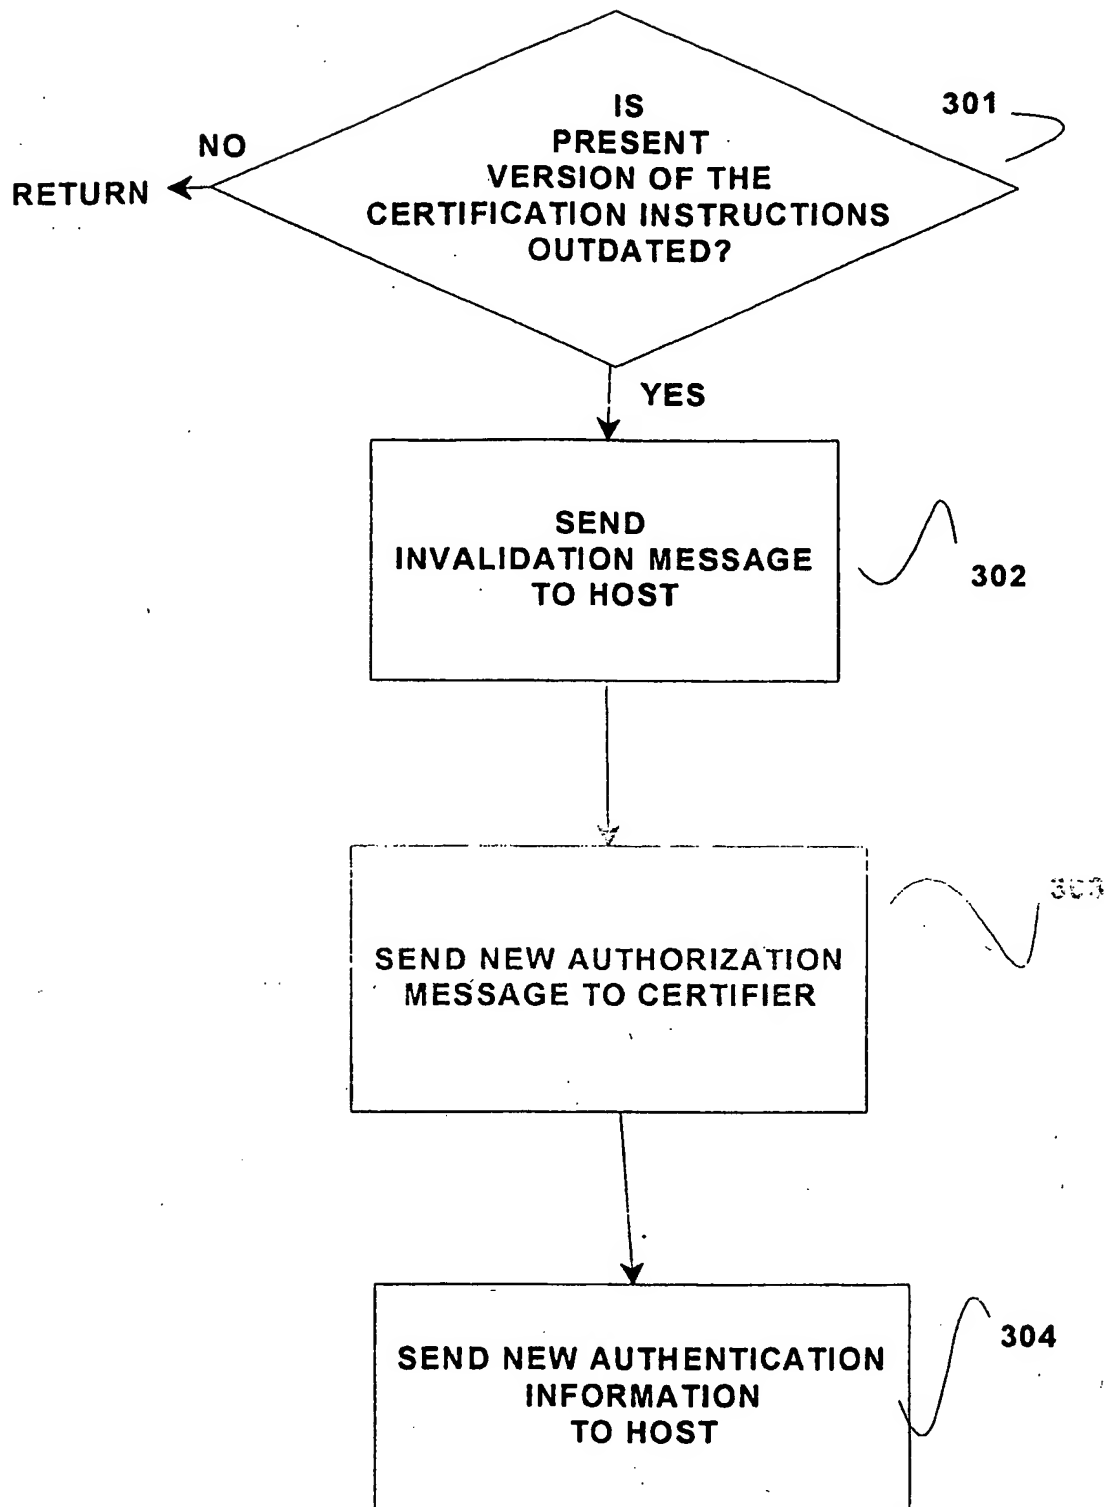 IS
PRESENT
VERSION OF THE
CERTIFICATION INSTRUCTIONS
OUTDATED?
301
NO
RETURN
YES
SEND
INVALIDATION MESSAGE
TO HOST
302
303
SEND NEW AUTHORIZATION
MESSAGE TO CERTIFIER
SEND NEW AUTHENTICATION
INFORMATION
TO HOST
304